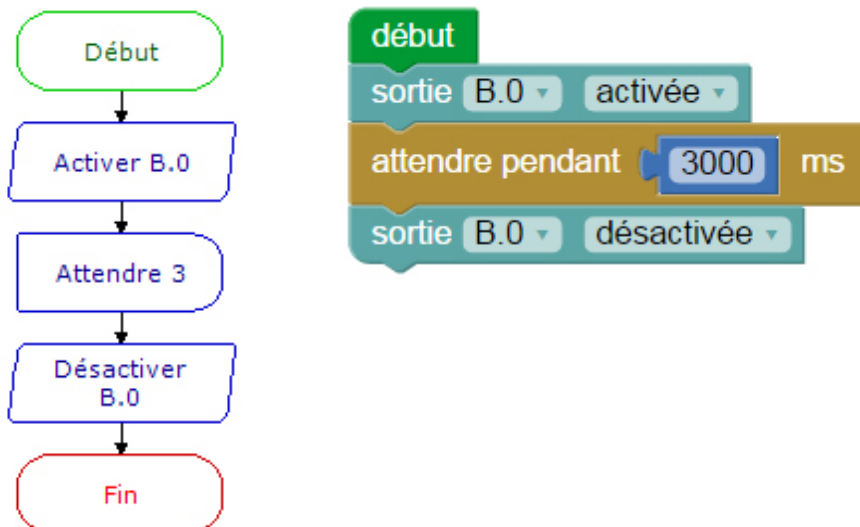 Début
Activer B.0
Attendre 3
Désactiver
B.0
Fin
début
sortie B.0 activée
attendre pendant 3000 ms
sortie B.0 désactivée